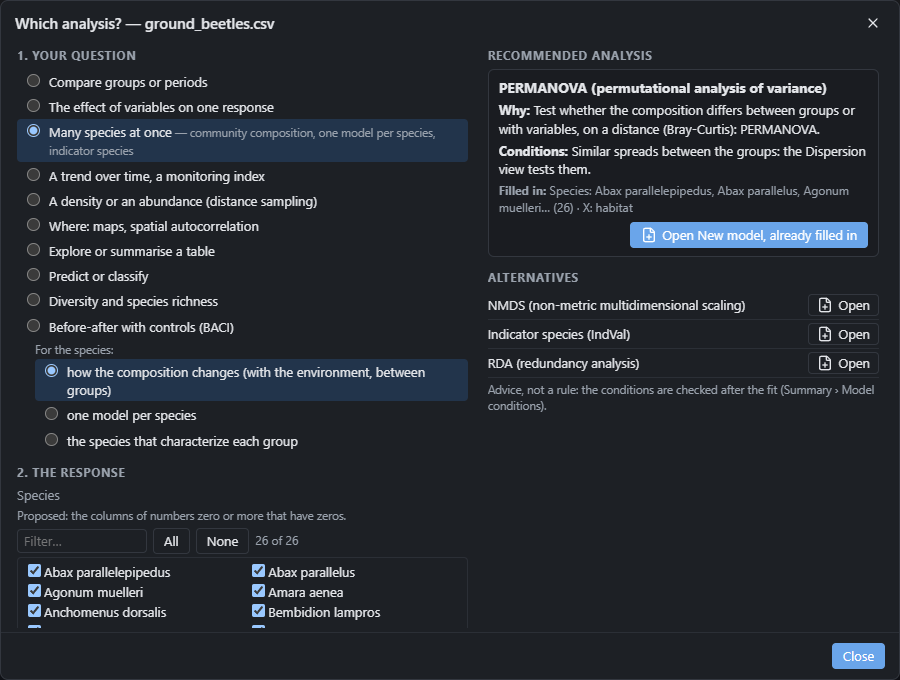 Which analysis? — ground_beetles.csv
1. YOUR QUESTION
Compare groups or periods
The effect of variables on one response
Many species at once — community composition, one model per species,
indicator species
A trend over time, a monitoring index
A density or an abundance (distance sampling)
Where: maps, spatial autocorrelation
Explore or summarise a table
Predict or classify
Diversity and species richness
Before-after with controls (BACI)
For the species:
how the composition changes (with the environment, between
groups)
one model per species
the species that characterize each group
2. THE RESPONSE
Species
Proposed: the columns of numbers zero or more that have zeros.
Filter...
All
None
26 of 26
Abax parallelepipedus
Abax parallelus
Agonum muelleri
Amara aenea
Anchomenus dorsalis
Bembidion lampros
RECOMMENDED ANALYSIS
PERMANOVA (permutational analysis of variance)
Why: Test whether the composition differs between groups or
with variables, on a distance (Bray-Curtis): PERMANOVA.
Conditions: Similar spreads between the groups: the Dispersion
view tests them.
Filled in: Species: Abax parallelepipedus, Abax parallelus, Agonum
muelleri... (26) · X: habitat
Open New model, already filled in
ALTERNATIVES
NMDS (non-metric multidimensional scaling)
Open
Indicator species (IndVal)
Open
RDA (redundancy analysis)
Open
Advice, not a rule: the conditions are checked after the fit (Summary › Model
conditions).
Close